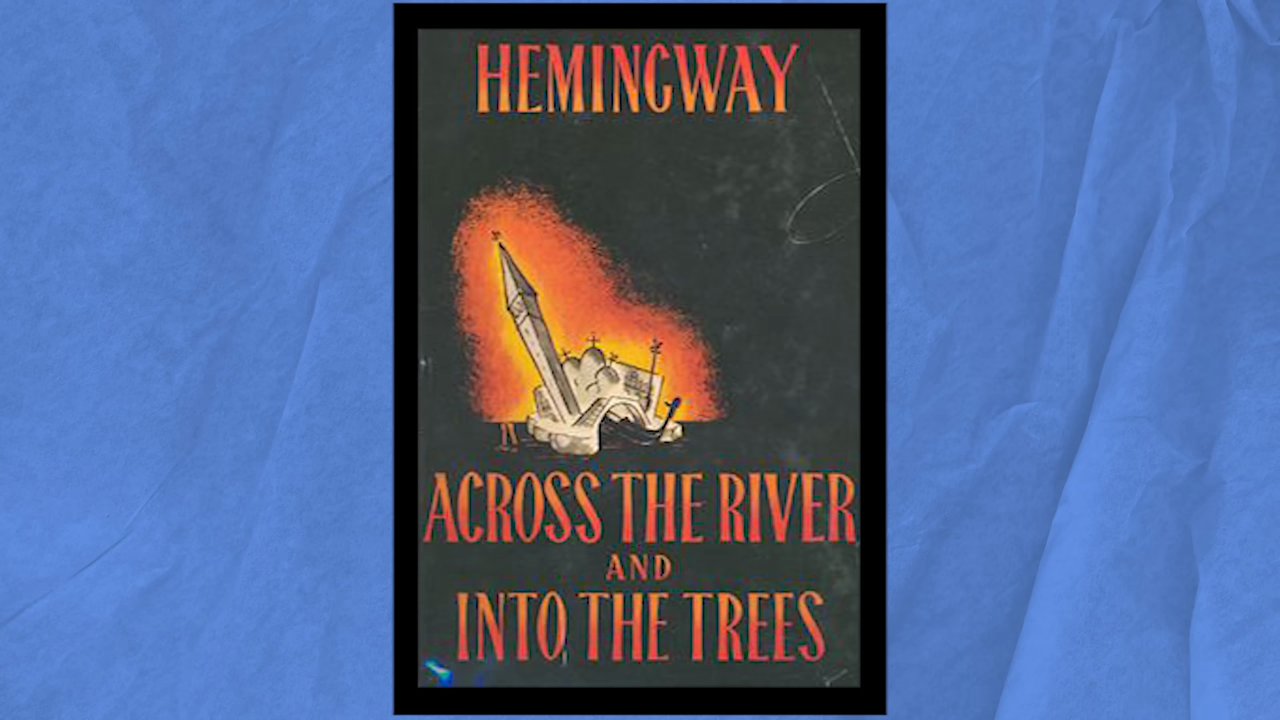 HEMINGWAY
ACROSS THE RIVER
AND
INTO THE TREES